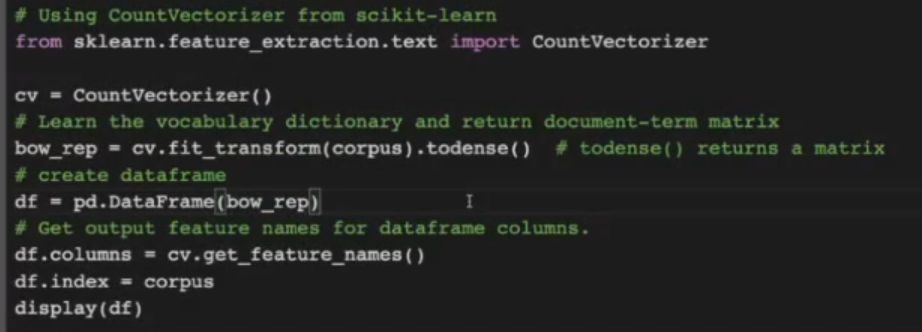 # Using CountVectorizer from scikit-learn
from sklearn.feature_extraction.text import CountVectorizer
cv = CountVectorizer()
# Learn the vocabulary dictionary and return document-term matrix
bow_rep = cv.fit_transform(corpus).todense()  # todense() returns a matrix
# create dataframe
df = pd.DataFrame(bow_rep)
# Get output feature names for dataframe columns.
df.columns = cv.get_feature_names()
df.index = corpus
display(df)